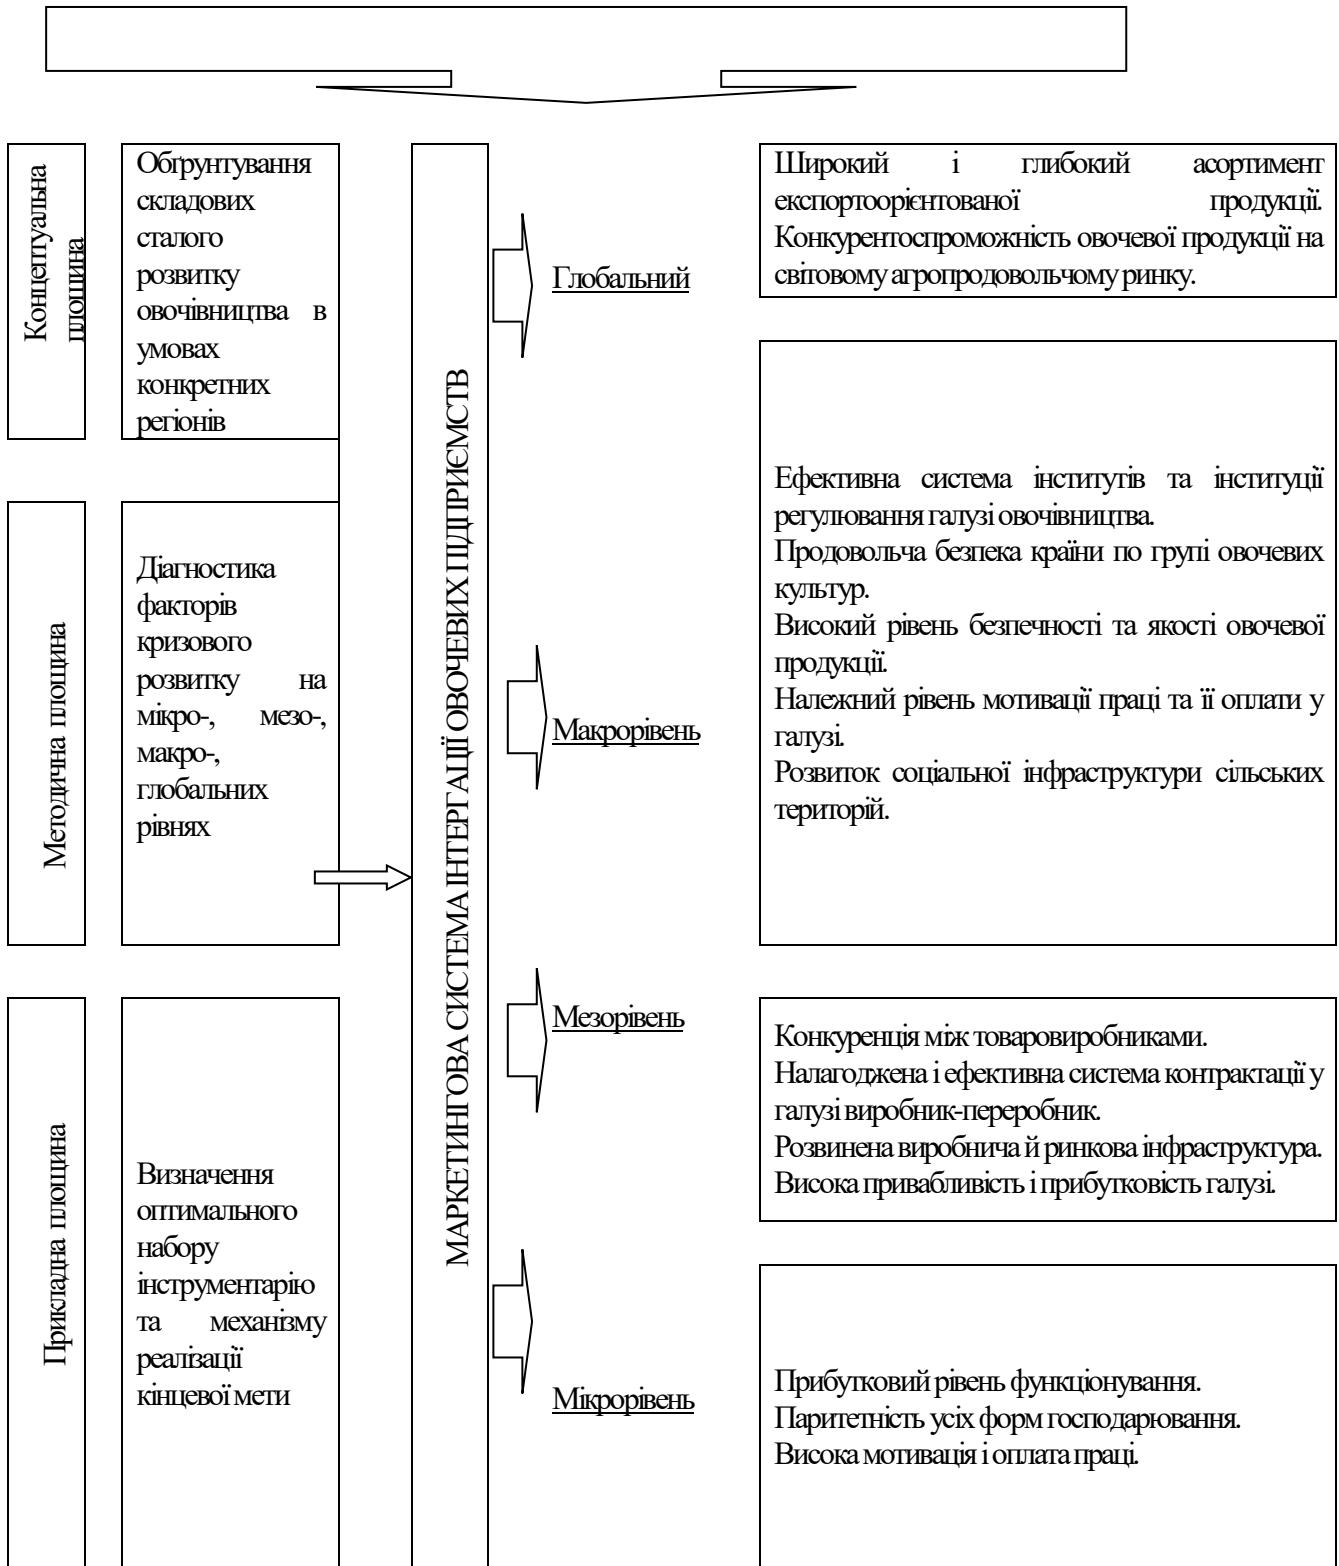 Концептуальна
площина
Обґрунтування
складових
сталого
розвитку
овочівництва в
умовах
конкретних
регіонів
Методична площина
Діагностика
факторів
кризового
розвитку на
мікро-, мезо-,
макро-,
глобальних
рівнях
Прикладна площина
Визначення
оптимального
набору
інструментарію
та механізму
реалізації
кінцевої мети
МАРКЕТИНГОВА СИСТЕМА ІНТЕРГАЦІЇ ОВОЧЕВИХ ПІДПРИЄМСТВ
Глобальний
Широкий і глибокий асортимент
експортоорієнтованої продукції.
Конкурентоспроможність овочевої продукції на
світовому агропродовольчому ринку.
Макрорівень
Ефективна система інститутів та інституції
регулювання галузі овочівництва.
Продовольча безпека країни по групі овочевих
культур.
Високий рівень безпечності та якості овочевої
продукції.
Належний рівень мотивації праці та її оплати у
галузі.
Розвиток соціальної інфраструктури сільських
територій.
Мезорівень
Конкуренція між товаровиробниками.
Налагоджена і ефективна система контрактації у
галузі виробник-переробник.
Розвинена виробнича й ринкова інфраструктура.
Висока привабливість і прибутковість галузі.
Мікрорівень
Прибутковий рівень функціонування.
Паритетність усіх форм господарювання.
Висока мотивація і оплата праці.